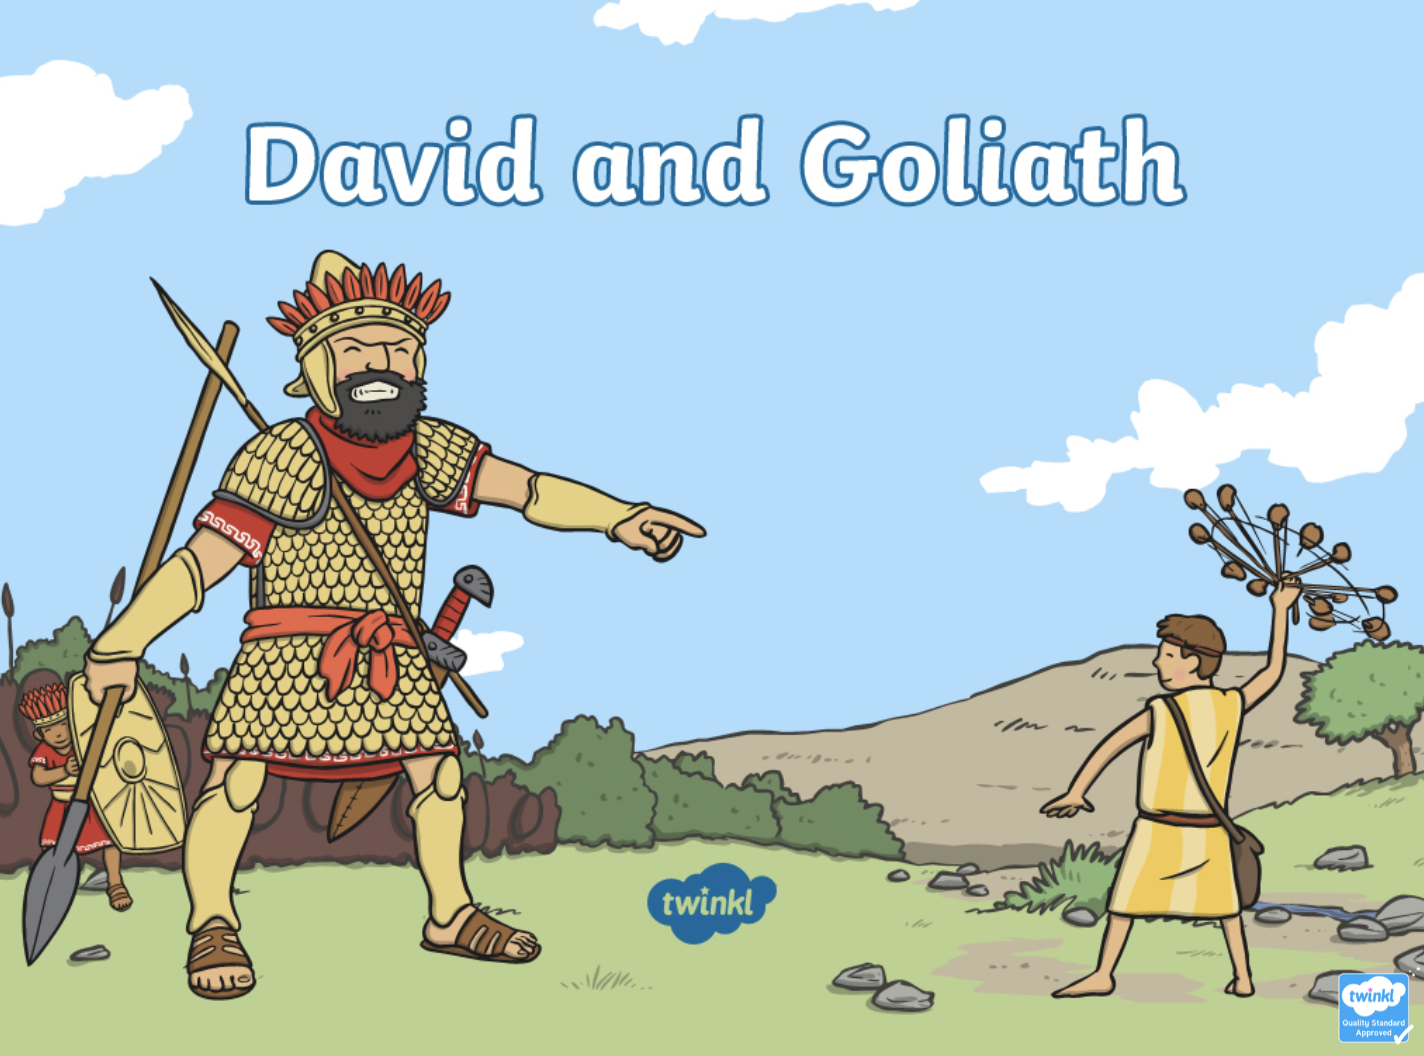 David and Goliath
twinkl
twinkl
Quality Standard
Approved